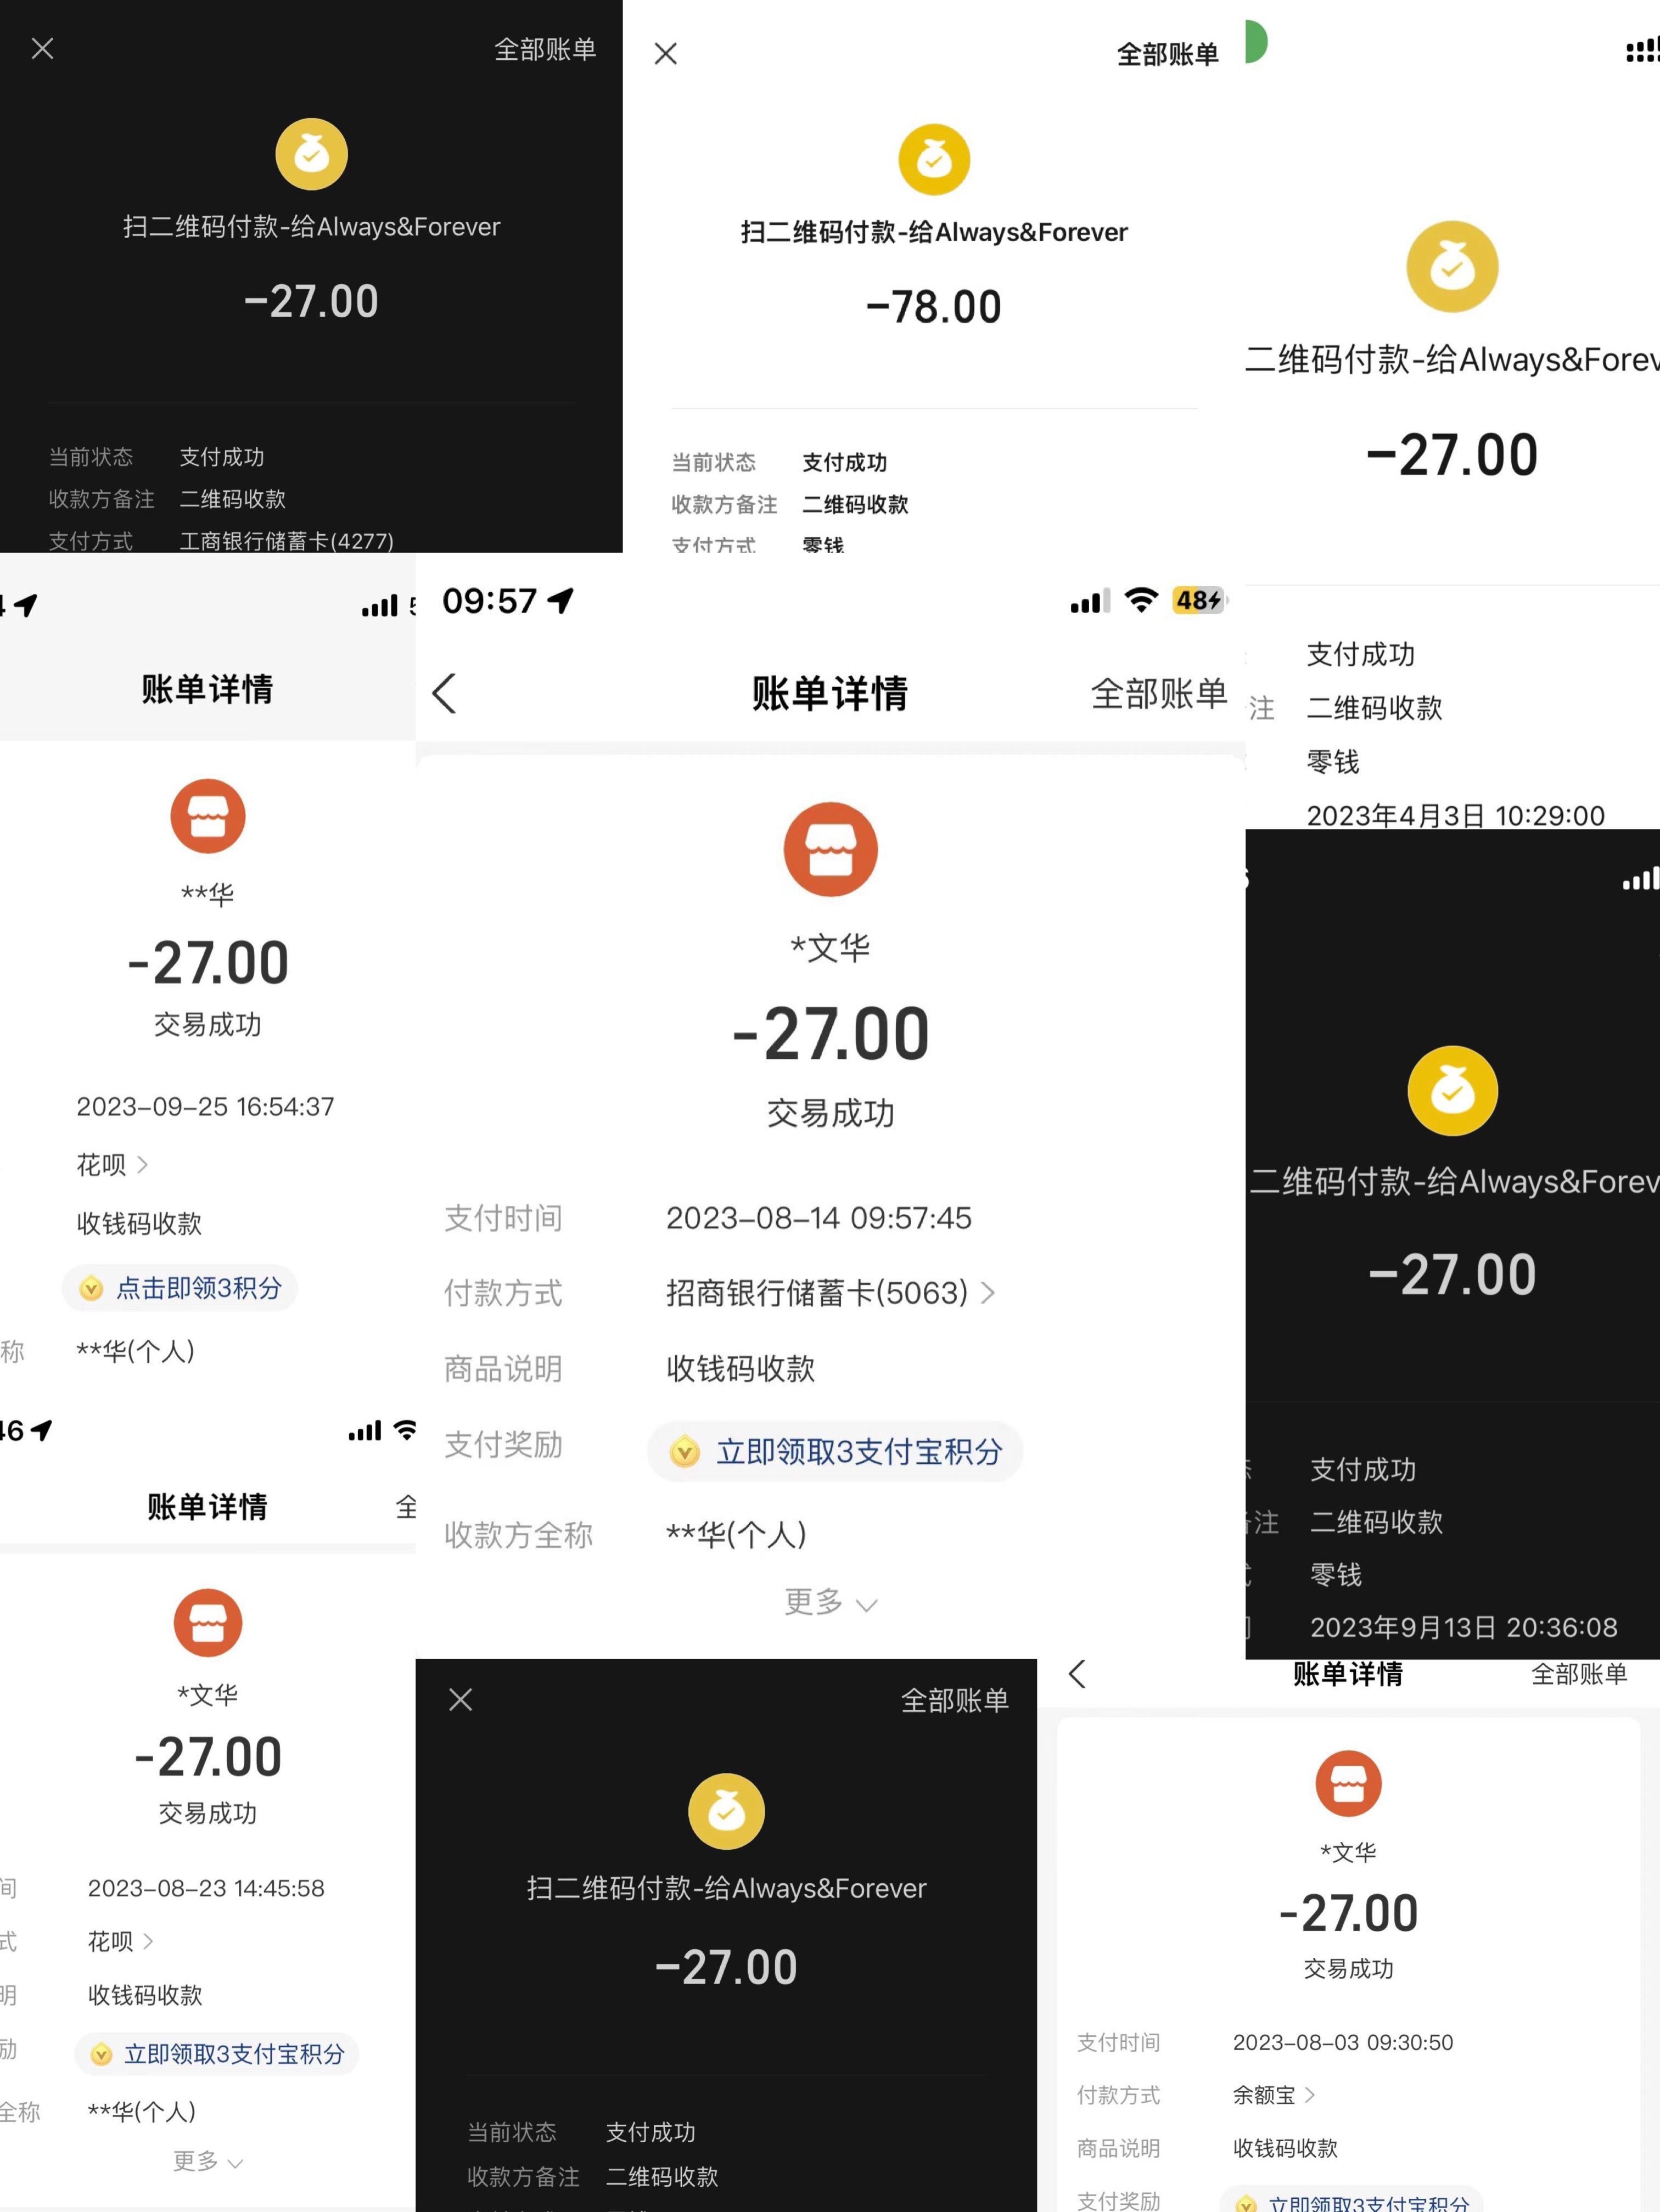 全部账单
扫二维码付款-给Always&Forever
-27.00
当前状态 支付成功
收款方备注 二维码收款
支付方式 工商银行储蓄卡(4277)
全部账单
扫二维码付款-给Always&Forever
-78.00
当前状态 支付成功
收款方备注 二维码收款
支付方式 零钱
二维码付款-给Always&Forev
-27.00
支付成功
注 二维码收款
零钱
2023年4月3日 10:29:00
账单详情
**华
-27.00
交易成功
2023-09-25 16:54:37
花呗
收钱码收款
点击即领3积分
称 **华(个人)
09:57
48
账单详情
全部账单
*文华
-27.00
交易成功
支付时间 2023-08-14 09:57:45
付款方式 招商银行储蓄卡(5063)
商品说明 收钱码收款
支付奖励 立即领取3支付宝积分
收款方全称 **华(个人)
更多
二维码付款-给Always&Forev
-27.00
支付成功
注 二维码收款
零钱
2023年9月13日 20:36:08
46
账单详情
全
*文华
-27.00
交易成功
间 2023-08-23 14:45:58
式 花呗
明 收钱码收款
励 立即领取3支付宝积分
全称 **华(个人)
更多
全部账单
扫二维码付款-给Always&Forever
-27.00
当前状态 支付成功
收款方备注 二维码收款
账单详情
全部账单
*文华
-27.00
交易成功
支付时间 2023-08-03 09:30:50
付款方式 余额宝
商品说明 收钱码收款
支付奖励 立即领取3支付宝积分